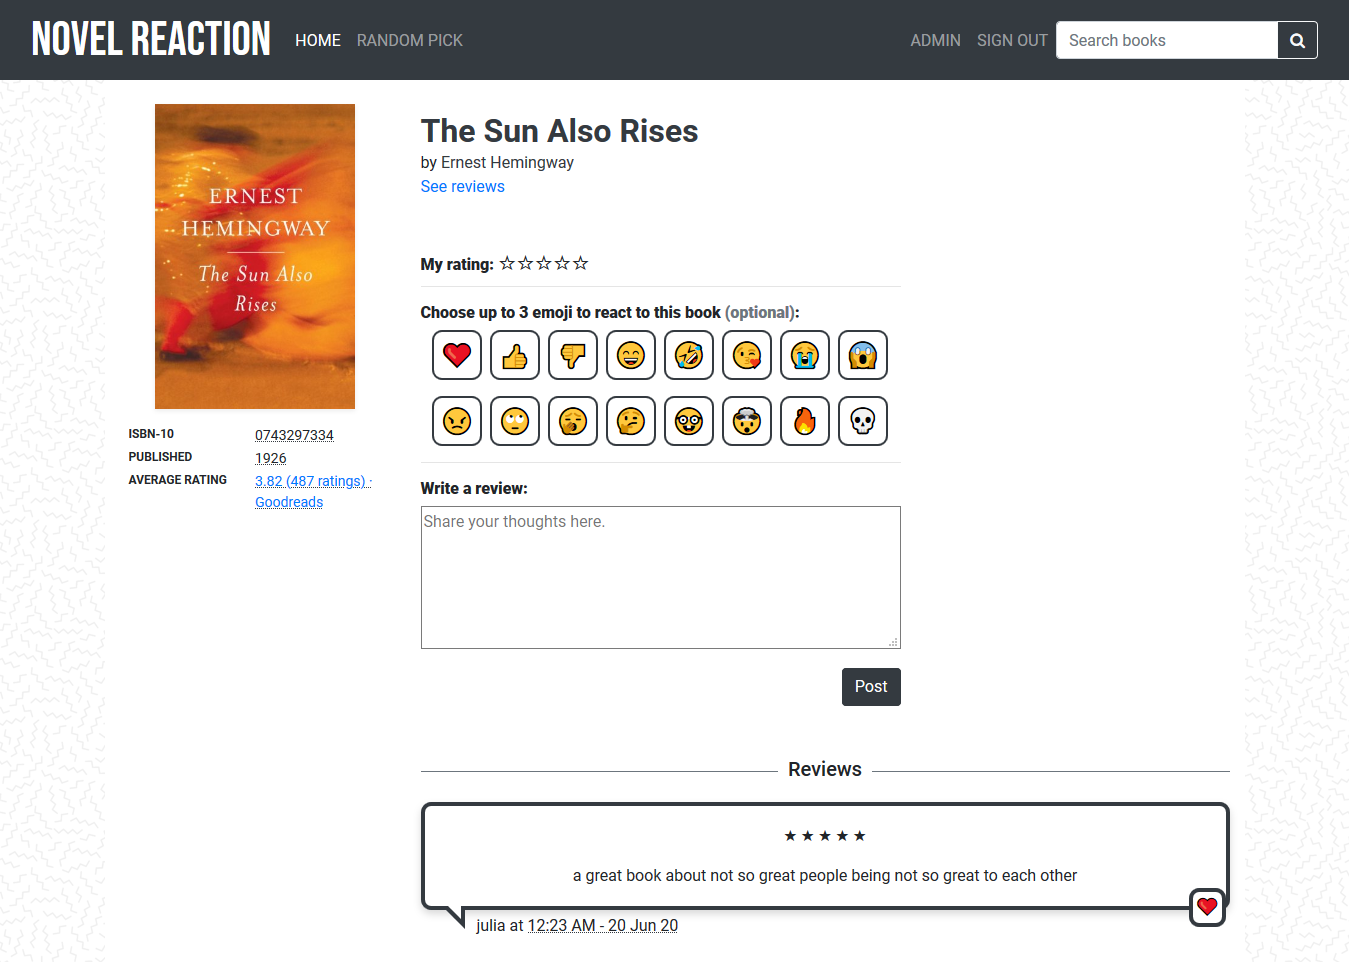 NOVEL REACTION HOME RANDOM PICK ADMIN SIGN OUT Search books
ERNEST
HEMINGWAY
The Sun Also
Rises
ISBN-10 0743297334
PUBLISHED 1926
AVERAGE RATING 3.82 (487 ratings) ·
Goodreads
The Sun Also Rises
by Ernest Hemingway
See reviews
My rating: ☆☆☆☆☆
Choose up to 3 emoji to react to this book (optional):
Write a review:
Share your thoughts here.
Post
Reviews
★★★★★
a great book about not so great people being not so great to each other
julia at 12:23 AM - 20 Jun 20